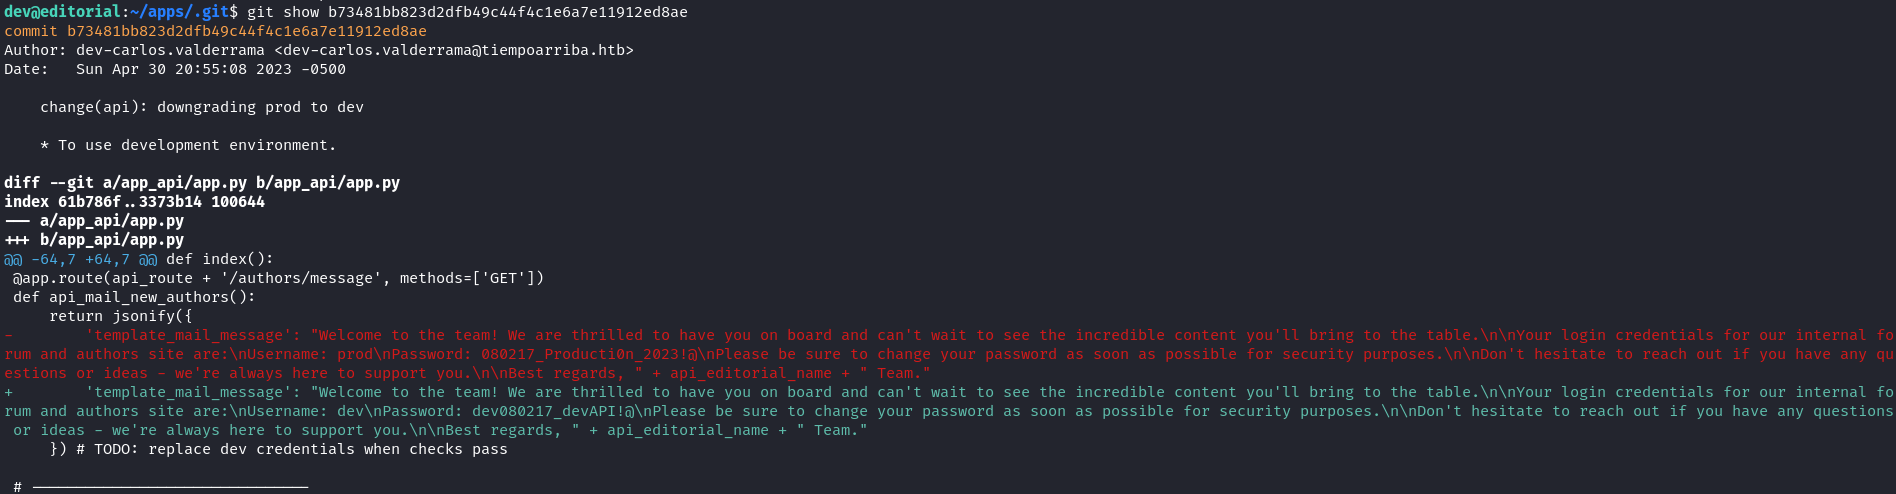 dev@editorial:~/apps/.git$ git show b73481bb823d2dfb49c44f4c1e6a7e11912ed8ae
commit b73481bb823d2dfb49c44f4c1e6a7e11912ed8ae
Author: dev-carlos.valderrama <dev-carlos.valderrama@tiempoarriba.htb>
Date:   Sun Apr 30 20:55:08 2023 -0500

    change(api): downgrading prod to dev

    * To use development environment.

diff --git a/app_api/app.py b/app_api/app.py
index 61b786f..3373b14 100644
--- a/app_api/app.py
+++ b/app_api/app.py
@@ -64,7 +64,7 @@ def index():
 @app.route(api_route + '/authors/message', methods=['GET'])
 def api_mail_new_authors():
     return jsonify({
-        'template_mail_message': "Welcome to the team! We are thrilled to have you on board and can't wait to see the incredible content you'll bring to the table.\n\nYour login credentials for our internal fo
rum and authors site are:\nUsername: prod\nPassword: 080217_Producti0n_2023!@\nPlease be sure to change your password as soon as possible for security purposes.\n\nDon't hesitate to reach out if you have any qu
estions or ideas - we're always here to support you.\n\nBest regards, " + api_editorial_name + " Team."
+        'template_mail_message': "Welcome to the team! We are thrilled to have you on board and can't wait to see the incredible content you'll bring to the table.\n\nYour login credentials for our internal fo
rum and authors site are:\nUsername: dev\nPassword: dev080217_devAPI!@\nPlease be sure to change your password as soon as possible for security purposes.\n\nDon't hesitate to reach out if you have any questions
 or ideas - we're always here to support you.\n\nBest regards, " + api_editorial_name + " Team."
     }) # TODO: replace dev credentials when checks pass

 # -------------------------------